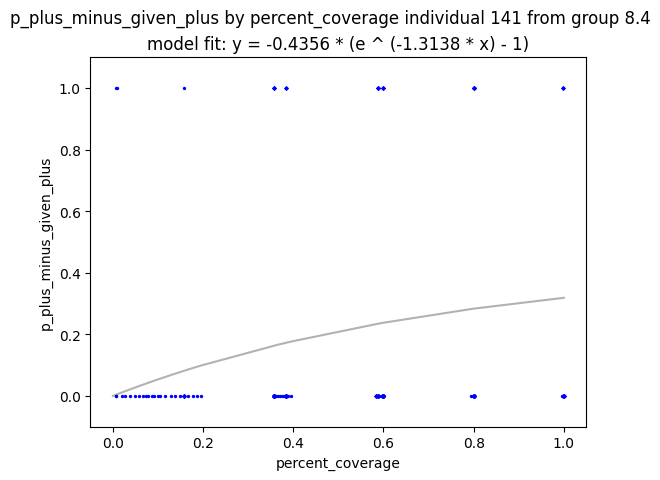 p_plus_minus_given_plus by percent_coverage individual 141 from group 8.4
model fit: y = -0.4356 * (e ^ (-1.3138 * x) - 1)
1.0
0.8
0.6
0.4
0.2
0.0
p_plus_minus_given_plus
0.0 0.2 0.4 0.6 0.8 1.0
percent_coverage